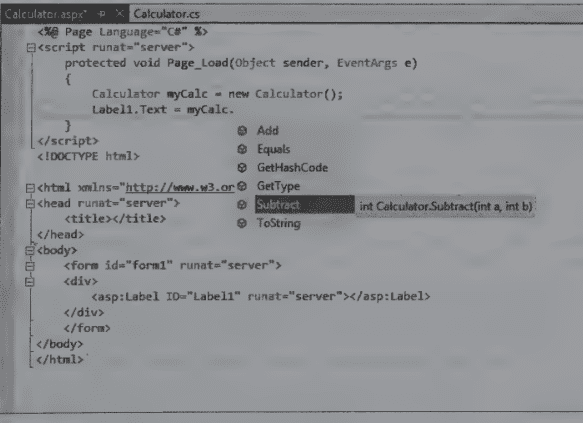 Calculator.aspx* Calculator.cs
<%@ Page Language="C#" %>
<script runat="server">
protected void Page_Load(Object sender, EventArgs e)
{
Calculator myCalc = new Calculator();
Label1.Text = myCalc.
}
Add
</script>
Equals
<!DOCTYPE html>
GetHashCode
<html xmlns="http://www.w3.or
GetType
<head runat="server">
Subtract int Calculator.Subtract(int a, int b)
<title></title>
ToString
</head>
<body>
<form id="form1" runat="server">
<div>
<asp:Label ID="Label1" runat="server"></asp:Label>
</div>
</form>
</body>
</html>